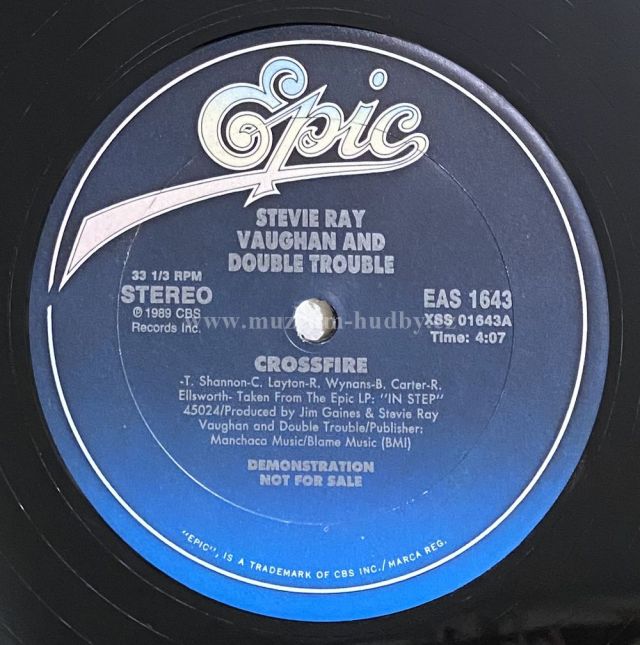 Epic
STEVIE RAY
VAUGHAN AND
DOUBLE TROUBLE
33 1/3 RPM
STEREO
℗ 1989 CBS
Records Inc.
EAS 1643
XSS 01643A
Time: 4:07
CROSSFIRE
-T. Shannon-C. Layton-R. Wynans-B. Carter-R.
Ellsworth- Taken From The Epic LP: "IN STEP"
45024/Produced by Jim Gaines & Stevie Ray
Vaughan and Double Trouble/Publisher:
Manchaca Music/Blame Music (BMI)
DEMONSTRATION
NOT FOR SALE
"EPIC", IS A TRADEMARK OF CBS INC./MARCA REG.